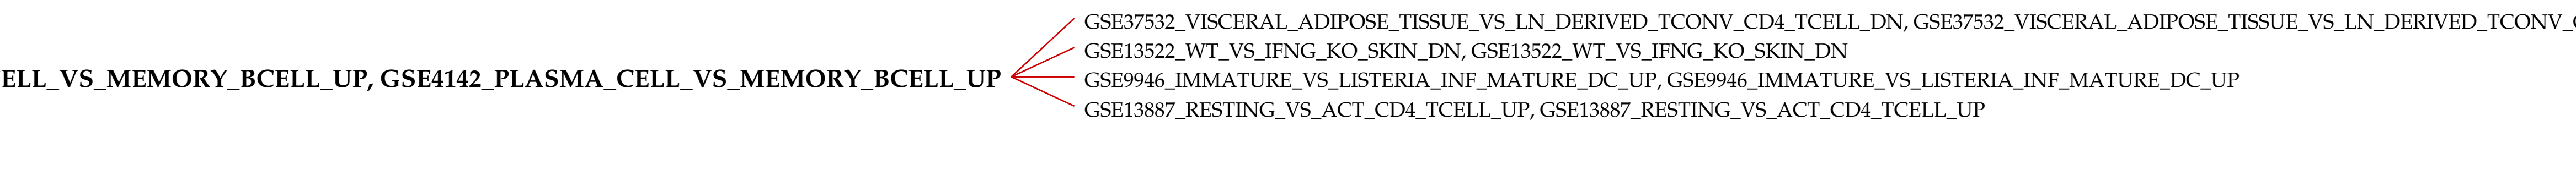 GSE37532_VISCERAL_ADIPOSE_TISSUE_VS_LN_DERIVED_TCONV_CD4_TCELL_DN, GSE37532_VISCERAL_ADIPOSE_TISSUE_VS_LN_DERIVED_TCONV_
GSE13522_WT_VS_IFNG_KO_SKIN_DN, GSE13522_WT_VS_IFNG_KO_SKIN_DN
ELL_VS_MEMORY_BCELL_UP, GSE4142_PLASMA_CELL_VS_MEMORY_BCELL_UP
GSE9946_IMMATURE_VS_LISTERIA_INF_MATURE_DC_UP, GSE9946_IMMATURE_VS_LISTERIA_INF_MATURE_DC_UP
GSE13887_RESTING_VS_ACT_CD4_TCELL_UP, GSE13887_RESTING_VS_ACT_CD4_TCELL_UP